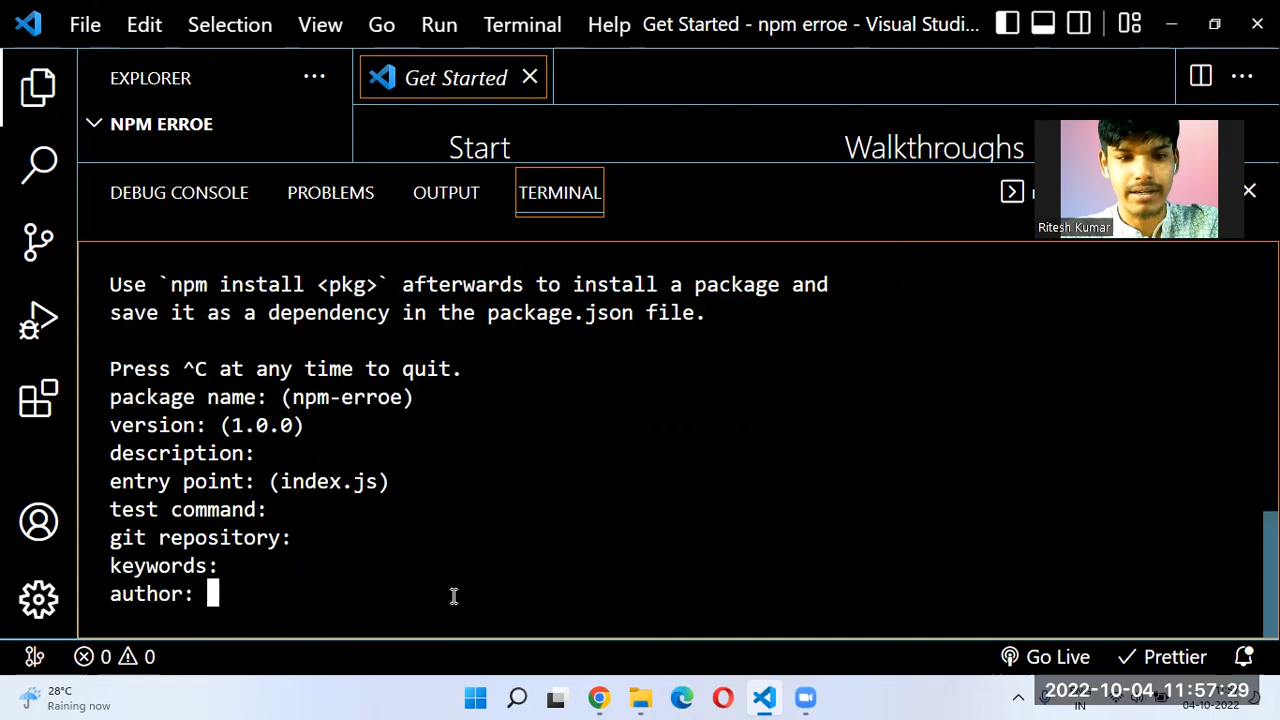 File Edit Selection View Go Run Terminal Help Get Started - npm erroe - Visual Studi...
EXPLORER ...
Get Started
NPM ERROE
Start Walkthroughs
DEBUG CONSOLE PROBLEMS OUTPUT TERMINAL
Ritesh Kumar
Use `npm install <pkg>` afterwards to install a package and
save it as a dependency in the package.json file.
Press ^C at any time to quit.
package name: (npm-erroe)
version: (1.0.0)
description:
entry point: (index.js)
test command:
git repository:
keywords:
author:
0 0 Go Live Prettier
28°C
Raining now
2022-10-04 11:57:29
IN 04-10-2022